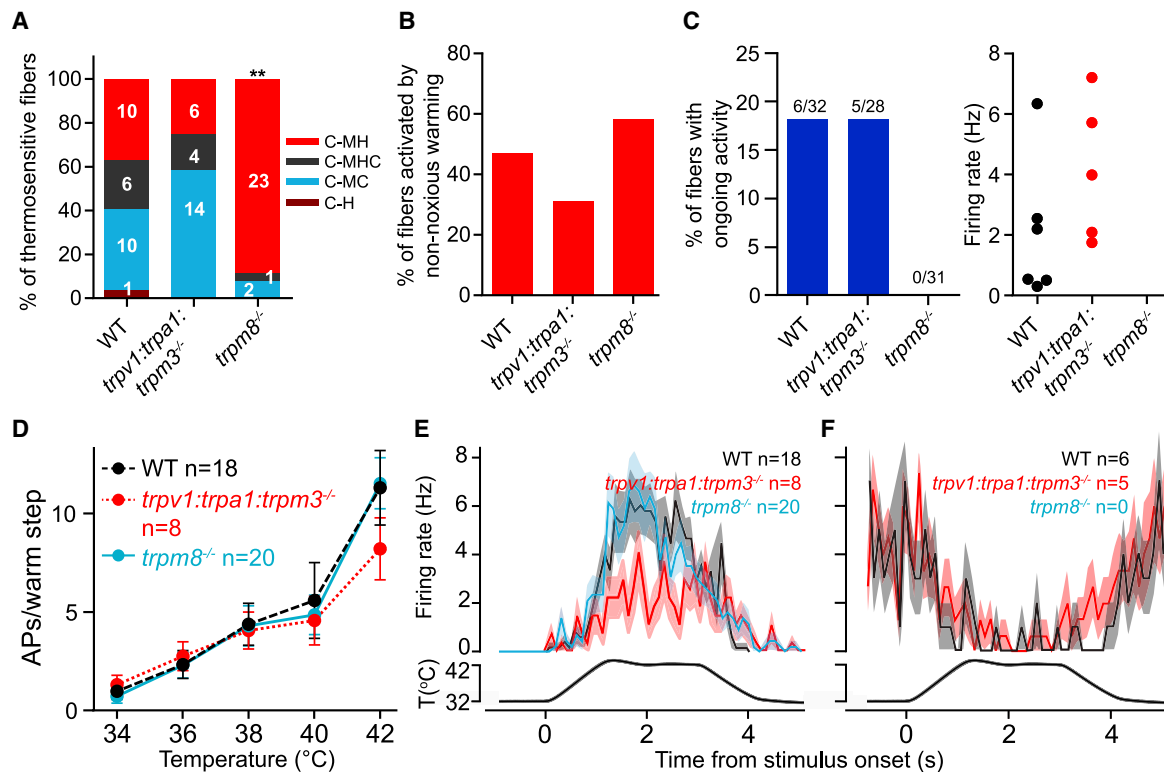 A
% of thermosensitive fibers
100
80
60
40
20
0
**
10
6
10
1
6
4
14
23
1
2
C-MH
C-MHC
C-MC
C-H
WT
trpv1:trpa1:
trpm3-/-
trpm8-/-
B
% of fibers activated by
non-noxious warming
80
60
40
20
0
WT
trpv1:trpa1:
trpm3-/-
trpm8-/-
C
% of fibers with
ongoing activity
25
20
15
10
5
0
6/32
5/28
0/31
WT
trpv1:trpa1:
trpm3-/-
trpm8-/-
Firing rate (Hz)
8
6
4
2
0
WT
trpv1:trpa1:
trpm3-/-
trpm8-/-
D
APs/warm step
10
5
0
WT n=18
trpv1:trpa1:trpm3-/-
n=8
trpm8-/- n=20
34 36 38 40 42
Temperature (°C)
E
Firing rate (Hz)
8
6
4
2
0
WT n=18
trpv1:trpa1:trpm3-/- n=8
trpm8-/- n=20
T(°C)
42
32
0 2 4
F
WT n=6
trpv1:trpa1:trpm3-/- n=5
trpm8-/- n=0
0 2 4
Time from stimulus onset (s)